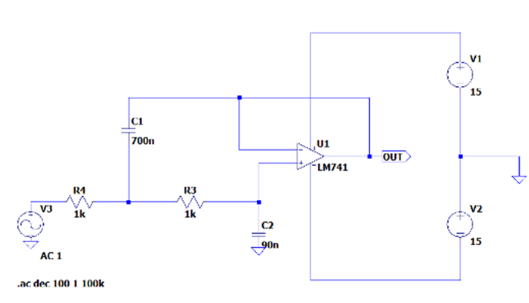 V1
15
C1
700n
U1
LM741
OUT
R4
1k
R3
1k
V3
AC 1
C2
90n
V2
15
.ac dec 100 1 100k